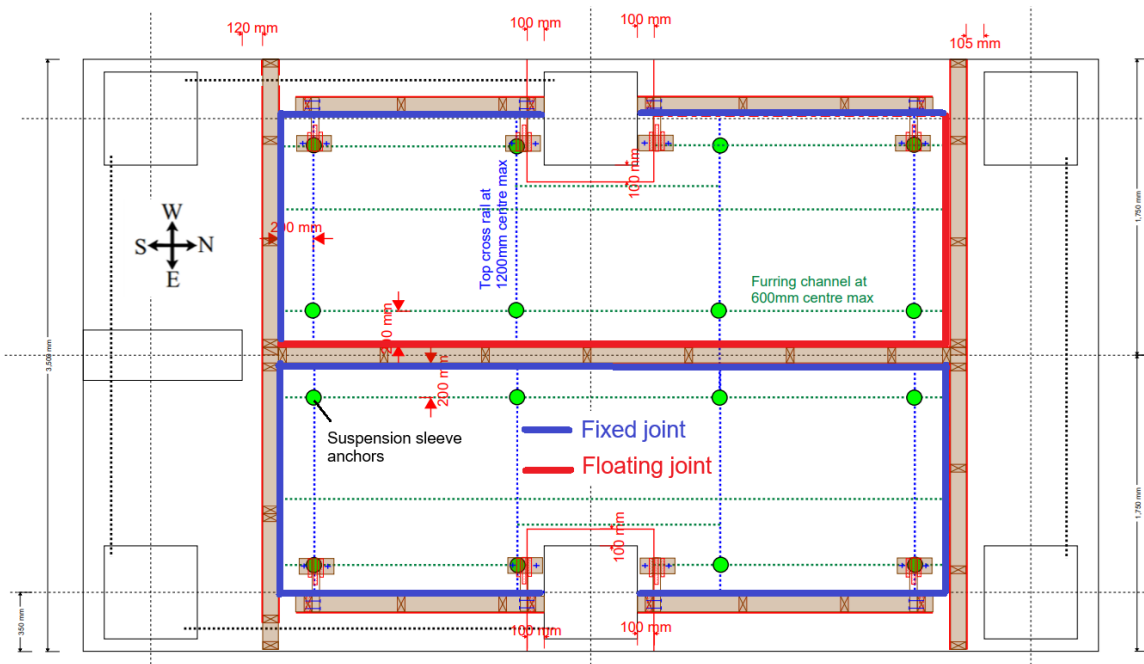 100 mm
100 mm
120 mm
105 mm
100 mm
W
S N
E
200 mm
Top cross rail at
1200mm centre max
Furring channel at
600mm centre max
1,750 mm
3,500 mm
200 mm
200 mm
Suspension sleeve
anchors
Fixed joint
Floating joint
100 mm
1,750 mm
350 mm
100 mm
100 mm